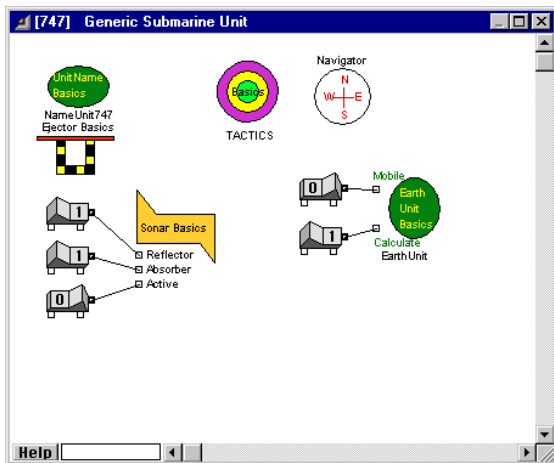 [747] Generic Submarine Unit
Unit Name
Basics
NameUnit747
Ejector Basics
Basics
TACTICS
Navigator
N
W E
S
1
1
0
Sonar Basics
Reflector
Absorber
Active
0
1
Mobile
Earth
Unit
Basics
Calculate
EarthUnit
Help